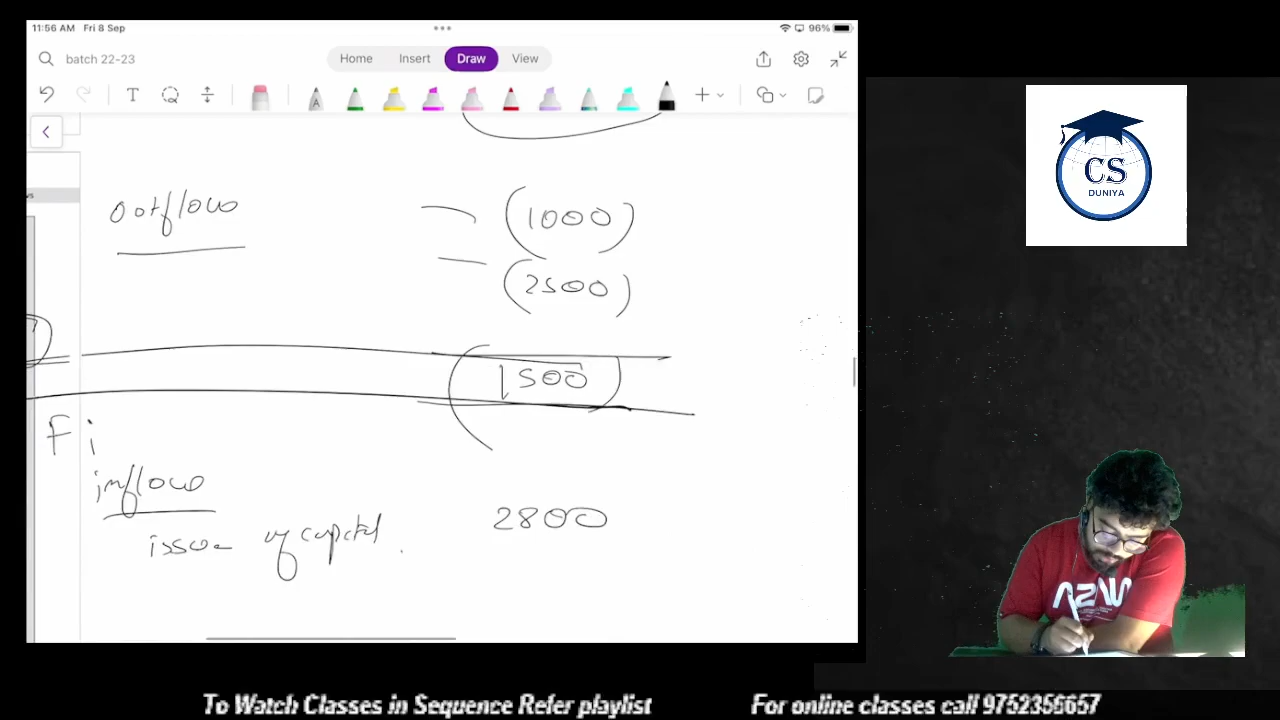 11:56 AM Fri 8 Sep
96%
batch 22-23
Home Insert Draw View
A
CS
DUNIYA
outflow
(1000)
(2500)
(1500)
Fi
inflow
issue of capital.
2800
To Watch Classes in Sequence Refer playlist
For online classes call 9752356657